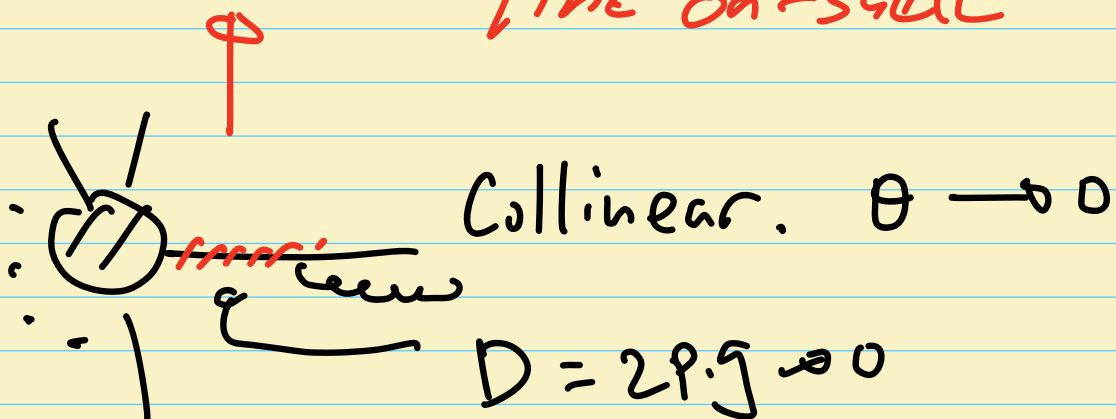 Collinear. θ → 0
D = 2P·g → 0